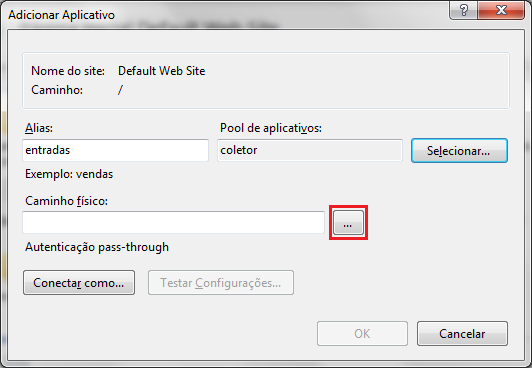 Adicionar Aplicativo
Nome do site: Default Web Site
Caminho: /
Alias: Pool de aplicativos:
entradas coletor Selecionar...
Exemplo: vendas
Caminho físico:
...
Autenticação pass-through
Conectar como... Testar Configurações...
OK Cancelar